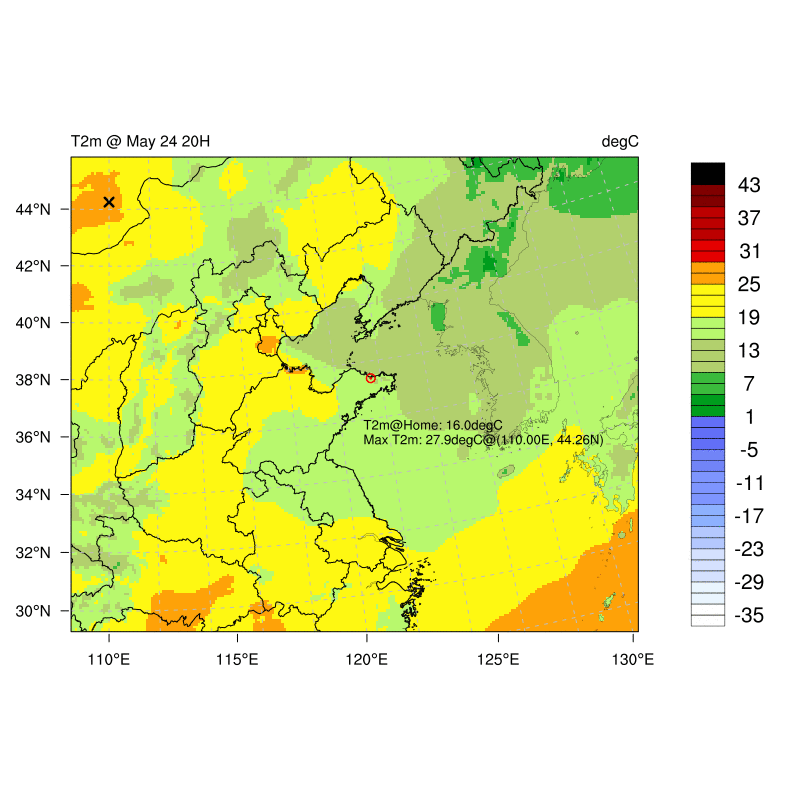 T2m @ May 24 20H
degC
44°N
42°N
40°N
38°N
36°N
34°N
32°N
30°N
110°E
115°E
120°E
125°E
130°E
T2m@Home: 16.0degC
Max T2m: 27.9degC@(110.00E, 44.26N)
43
37
31
25
19
13
7
1
-5
-11
-17
-23
-29
-35